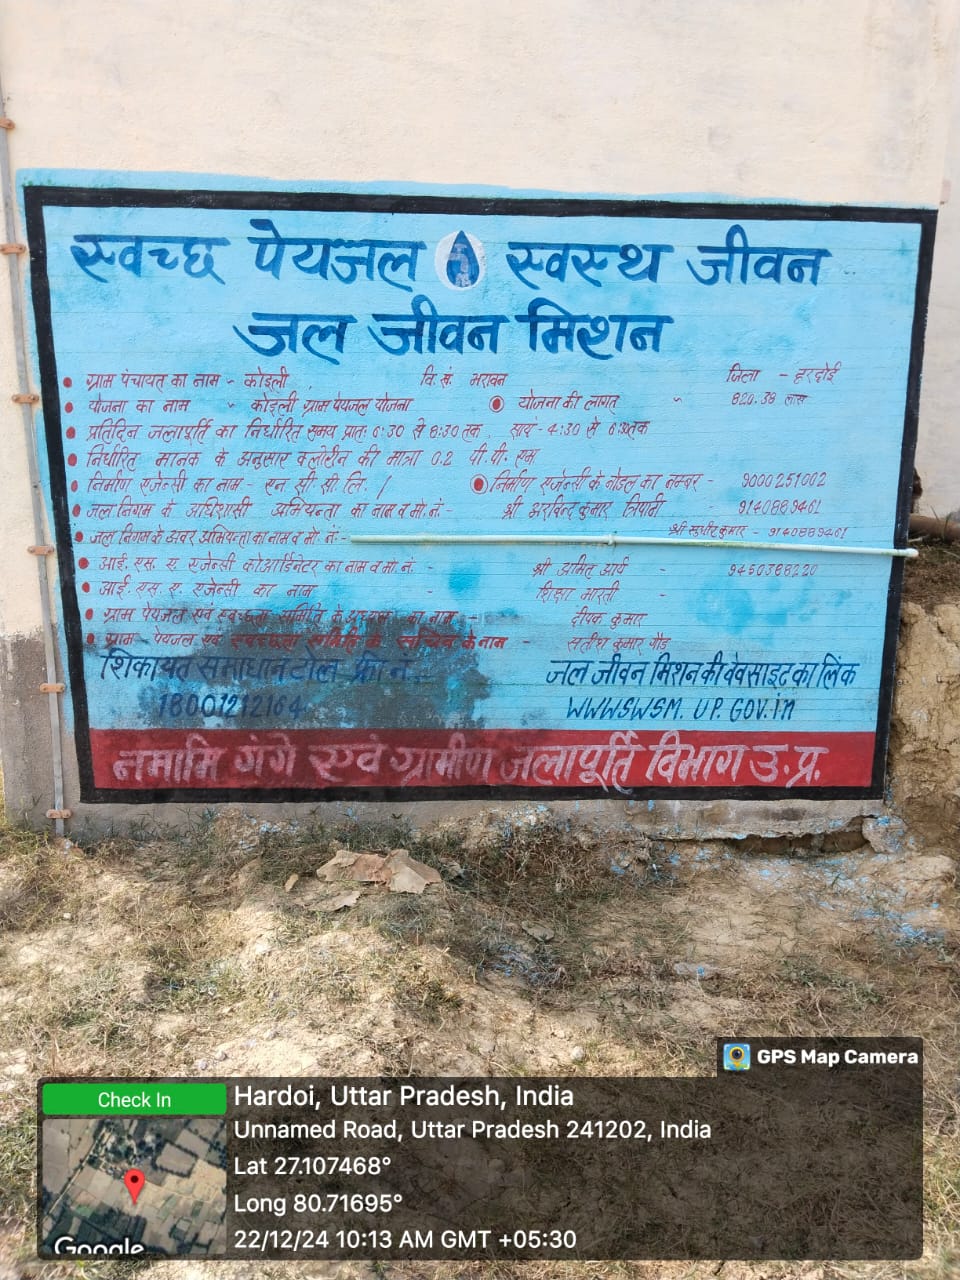 स्वच्छ पेयजल स्वस्थ जीवन
जल जीवन मिशन
• ग्राम पंचायत का नाम - कोइली वि. खं. भरावन जिला - हरदोई
• योजना का नाम - कोइली ग्राम पेयजल योजना • योजना की लागत - 820.38 लाख
• प्रतिदिन जलापूर्ति का निर्धारित समय प्रातः 6:30 से 8:30 तक, सायं - 4:30 से 6:30 तक
• निर्धारित मानक के अनुसार क्लोरीन की मात्रा 0.2 पी.पी. एम
• निर्माण एजेन्सी का नाम - एन सी. सी लि. / • निर्माण एजेन्सी के नोडल का नम्बर - 9000251002
• जल निगम के अधिशासी अभियन्ता का नाम व मो. नं. - श्री अरविन्द कुमार त्रिपाठी - 9140889461
• जल निगम के अवर अभियन्ता का नाम व मो. नं. - श्री सुधीर कुमार - 9140889461
• आई. एस. ए. एजेन्सी कोआर्डिनेटर का नाम व मो. नं. - श्री अमित आर्य - 9450388220
• आई. एस. ए. एजेन्सी का नाम - शिक्षा भारती
• ग्राम पेयजल एवं स्वच्छता समिति के अध्यक्ष का नाम - दीपक कुमार
• ग्राम - पेयजल एवं स्वच्छता समिति के सचिव के नाम - सतीश कुमार गौड
शिकायत समाधान टोल फ्री नं. जल जीवन मिशन की वेवसाइट का लिंक
18001212164 WWWSWSM. UP. GOV.in
नमामि गंगे एवं ग्रामीण जलापूर्ति विभाग उ. प्र.
GPS Map Camera
Check In
Hardoi, Uttar Pradesh, India
Unnamed Road, Uttar Pradesh 241202, India
Lat 27.107468°
Long 80.71695°
22/12/24 10:13 AM GMT +05:30
Google